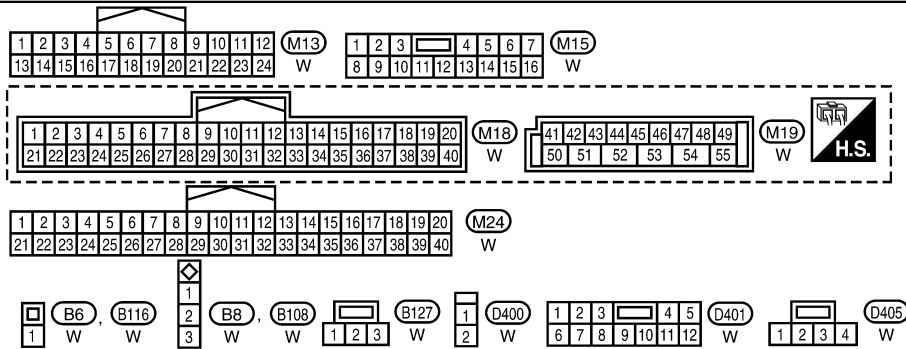 1 2 3 4 5 6 7 8 9 10 11 12
13 14 15 16 17 18 19 20 21 22 23 24
M13
W
1 2 3 4 5 6 7
8 9 10 11 12 13 14 15 16
M15
W
1 2 3 4 5 6 7 8 9 10 11 12 13 14 15 16 17 18 19 20
21 22 23 24 25 26 27 28 29 30 31 32 33 34 35 36 37 38 39 40
M18
W
41 42 43 44 45 46 47 48 49
50 51 52 53 54 55
M19
W
H.S.
1 2 3 4 5 6 7 8 9 10 11 12 13 14 15 16 17 18 19 20
21 22 23 24 25 26 27 28 29 30 31 32 33 34 35 36 37 38 39 40
M24
W
1
B6 , B116
W W
1
2
3
B8 , B108
W W
1 2 3
B127
W
1
2
D400
W
1 2 3 4 5
6 7 8 9 10 11 12
D401
W
1 2 3 4
D405
W